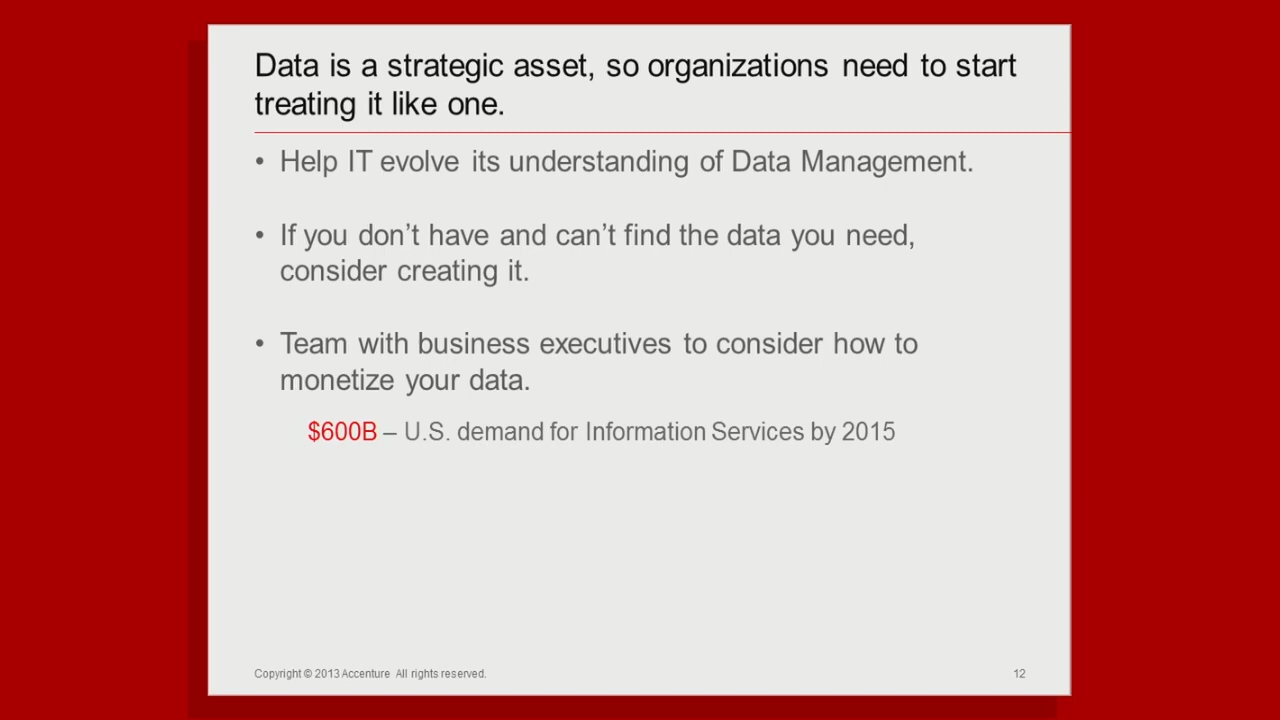 Data is a strategic asset, so organizations need to start
treating it like one.
• Help IT evolve its understanding of Data Management.
• If you don’t have and can’t find the data you need,
consider creating it.
• Team with business executives to consider how to
monetize your data.
$600B – U.S. demand for Information Services by 2015
Copyright © 2013 Accenture All rights reserved.
12